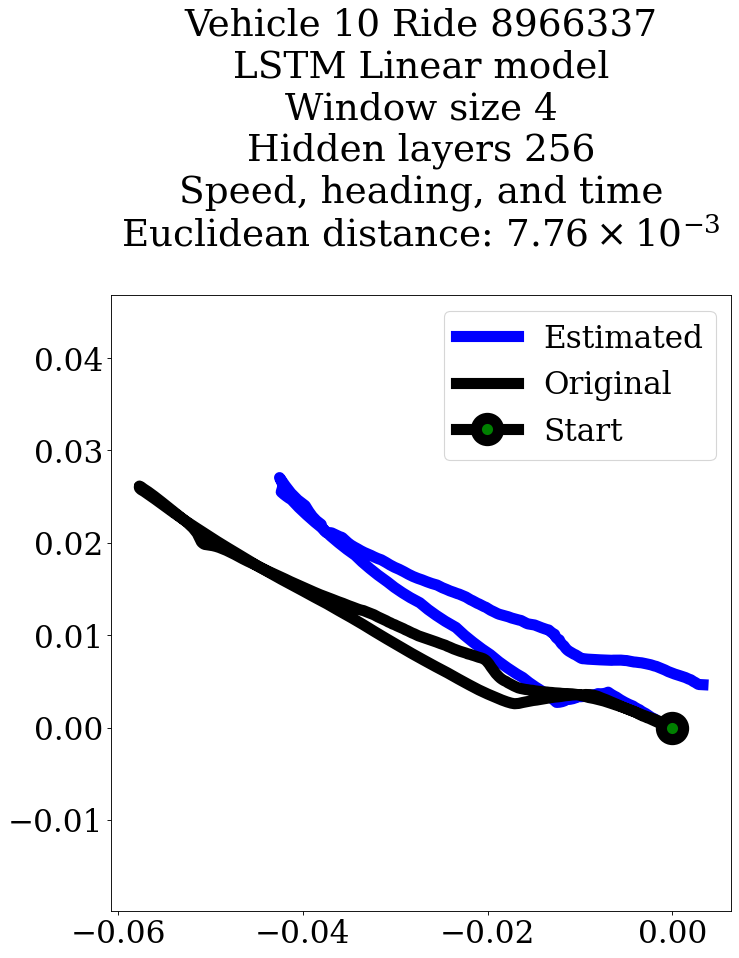 Vehicle 10 Ride 8966337
LSTM Linear model
Window size 4
Hidden layers 256
Speed, heading, and time
Euclidean distance: 7.76 × 10⁻³
Estimated
Original
Start
0.04
0.03
0.02
0.01
0.00
−0.01
−0.06 −0.04 −0.02 0.00